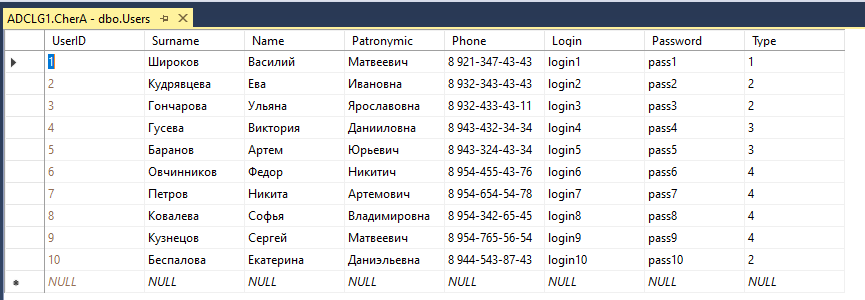 ADCLG1.CherA - dbo.Users
UserID Surname Name Patronymic Phone Login Password Type
1 Широков Василий Матвеевич 8 921-347-43-43 login1 pass1 1
2 Кудрявцева Ева Ивановна 8 932-343-43-43 login2 pass2 2
3 Гончарова Ульяна Ярославовна 8 932-433-43-11 login3 pass3 2
4 Гусева Виктория Данииловна 8 943-432-34-34 login4 pass4 3
5 Баранов Артем Юрьевич 8 943-324-43-34 login5 pass5 3
6 Овчинников Федор Никитич 8 954-455-43-76 login6 pass6 4
7 Петров Никита Артемович 8 954-654-54-78 login7 pass7 4
8 Ковалева Софья Владимировна 8 954-342-65-45 login8 pass8 4
9 Кузнецов Сергей Матвеевич 8 954-765-56-54 login9 pass9 4
10 Беспалова Екатерина Даниэльевна 8 944-543-87-43 login10 pass10 2
NULL NULL NULL NULL NULL NULL NULL NULL